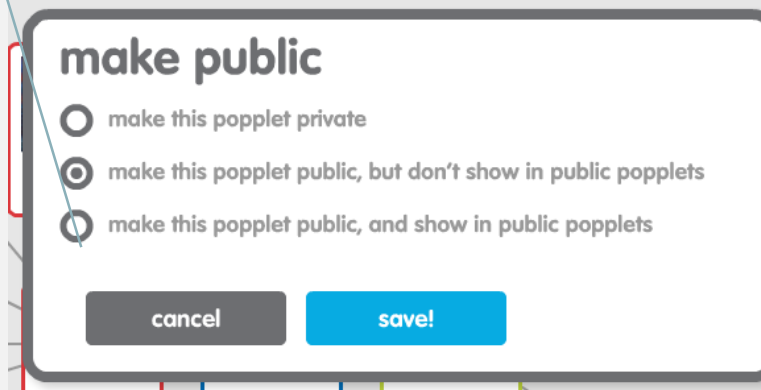 make public
make this popplet private
make this popplet public, but don't show in public popplets
make this popplet public, and show in public popplets
cancel
save!